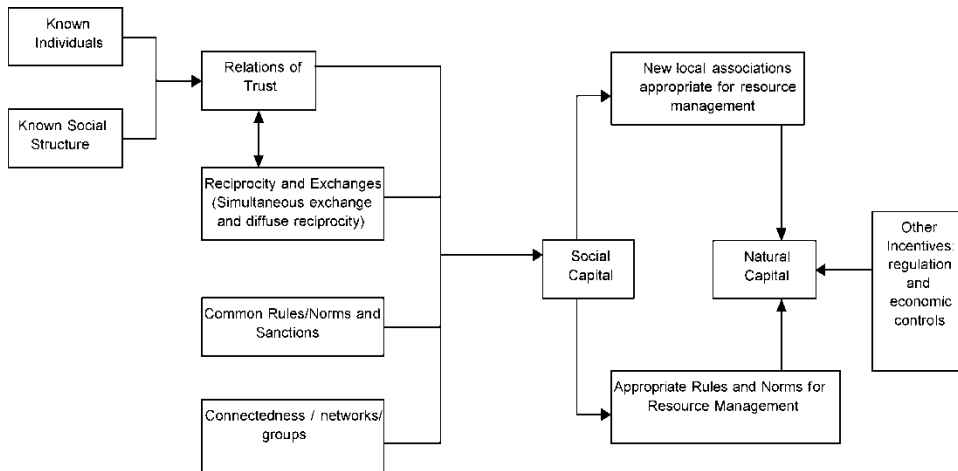 Known
Individuals
Known Social
Structure
Relations of
Trust
Reciprocity and Exchanges
(Simultaneous exchange
and diffuse reciprocity)
Common Rules/Norms and
Sanctions
Connectedness / networks/
groups
Social
Capital
New local associations
appropriate for resource
management
Natural
Capital
Appropriate Rules and Norms for
Resource Management
Other
Incentives:
regulation
and
economic
controls